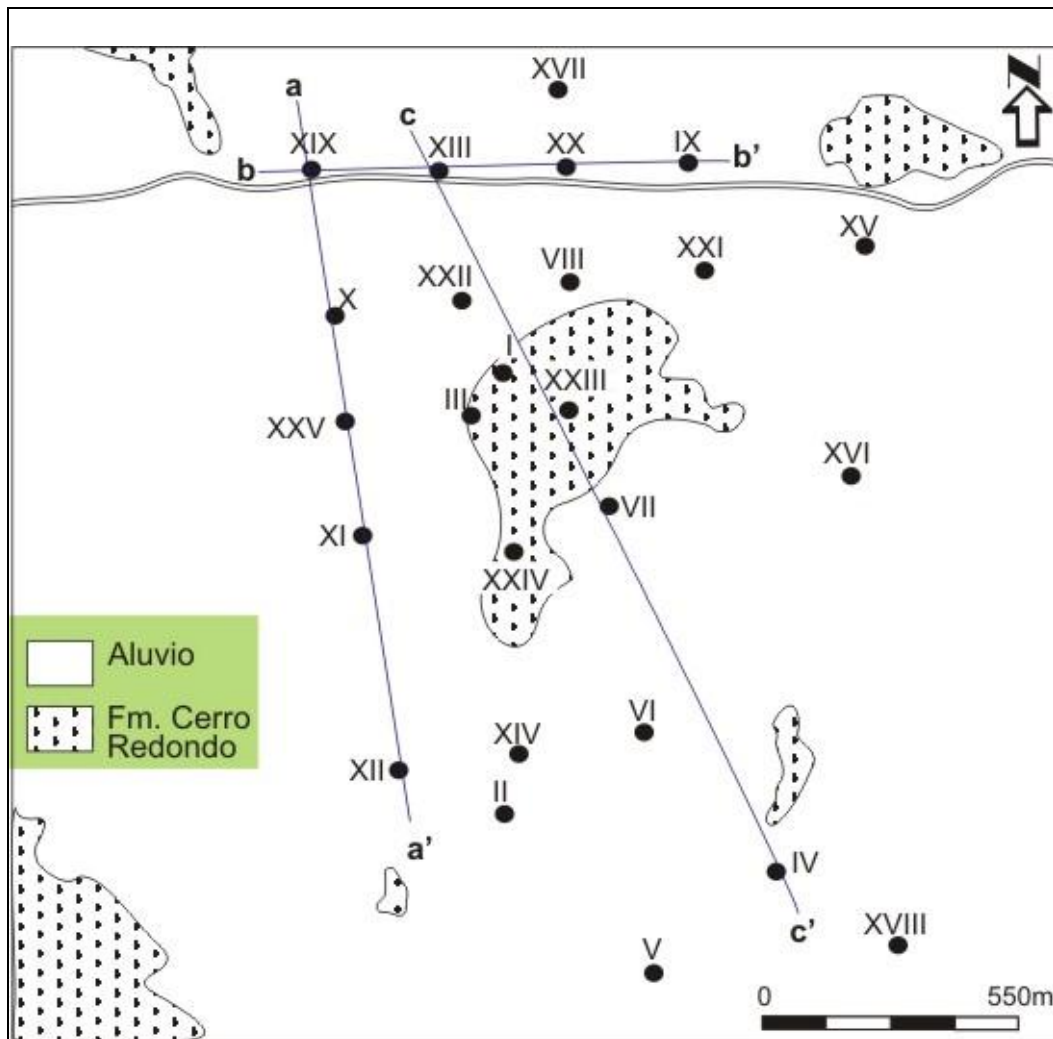 XVII
N
a
c
XIX
XIII
XX
IX
b
b'
XV
XXI
VIII
XXII
X
I
XXIII
III
XXV
XVI
VII
XI
XXIV
Aluvio
Fm. Cerro
Redondo
VI
XIV
XII
II
a'
IV
c'
XVIII
V
0
550m